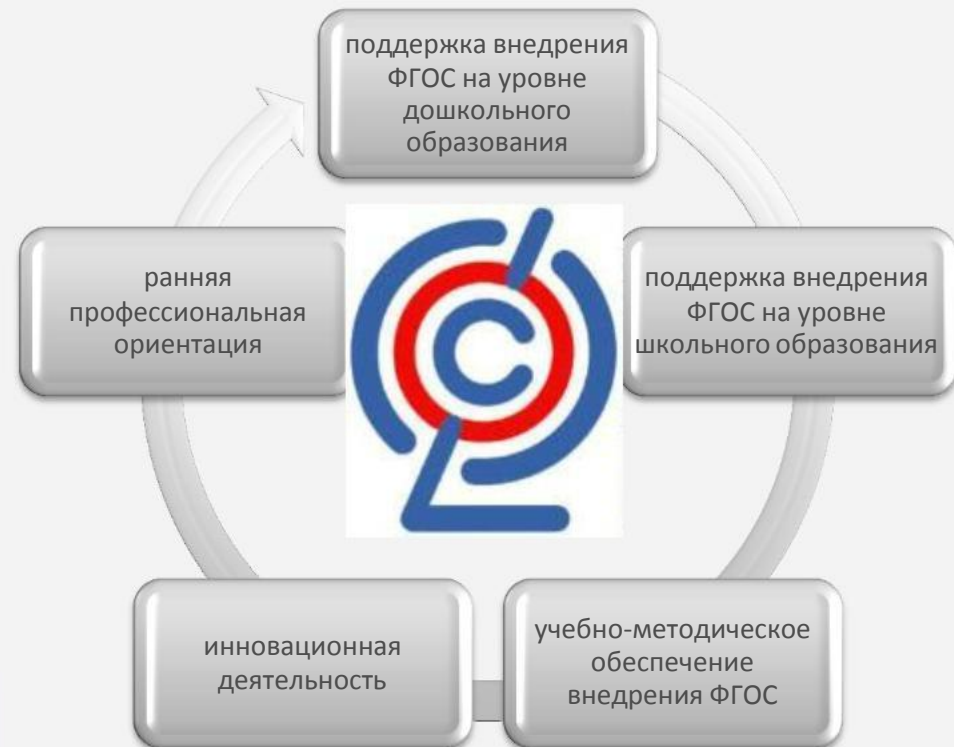 поддержка внедрения
ФГОС на уровне
дошкольного
образования
поддержка внедрения
ФГОС на уровне
школьного образования
учебно-методическое
обеспечение
внедрения ФГОС
инновационная
деятельность
ранняя
профессиональная
ориентация